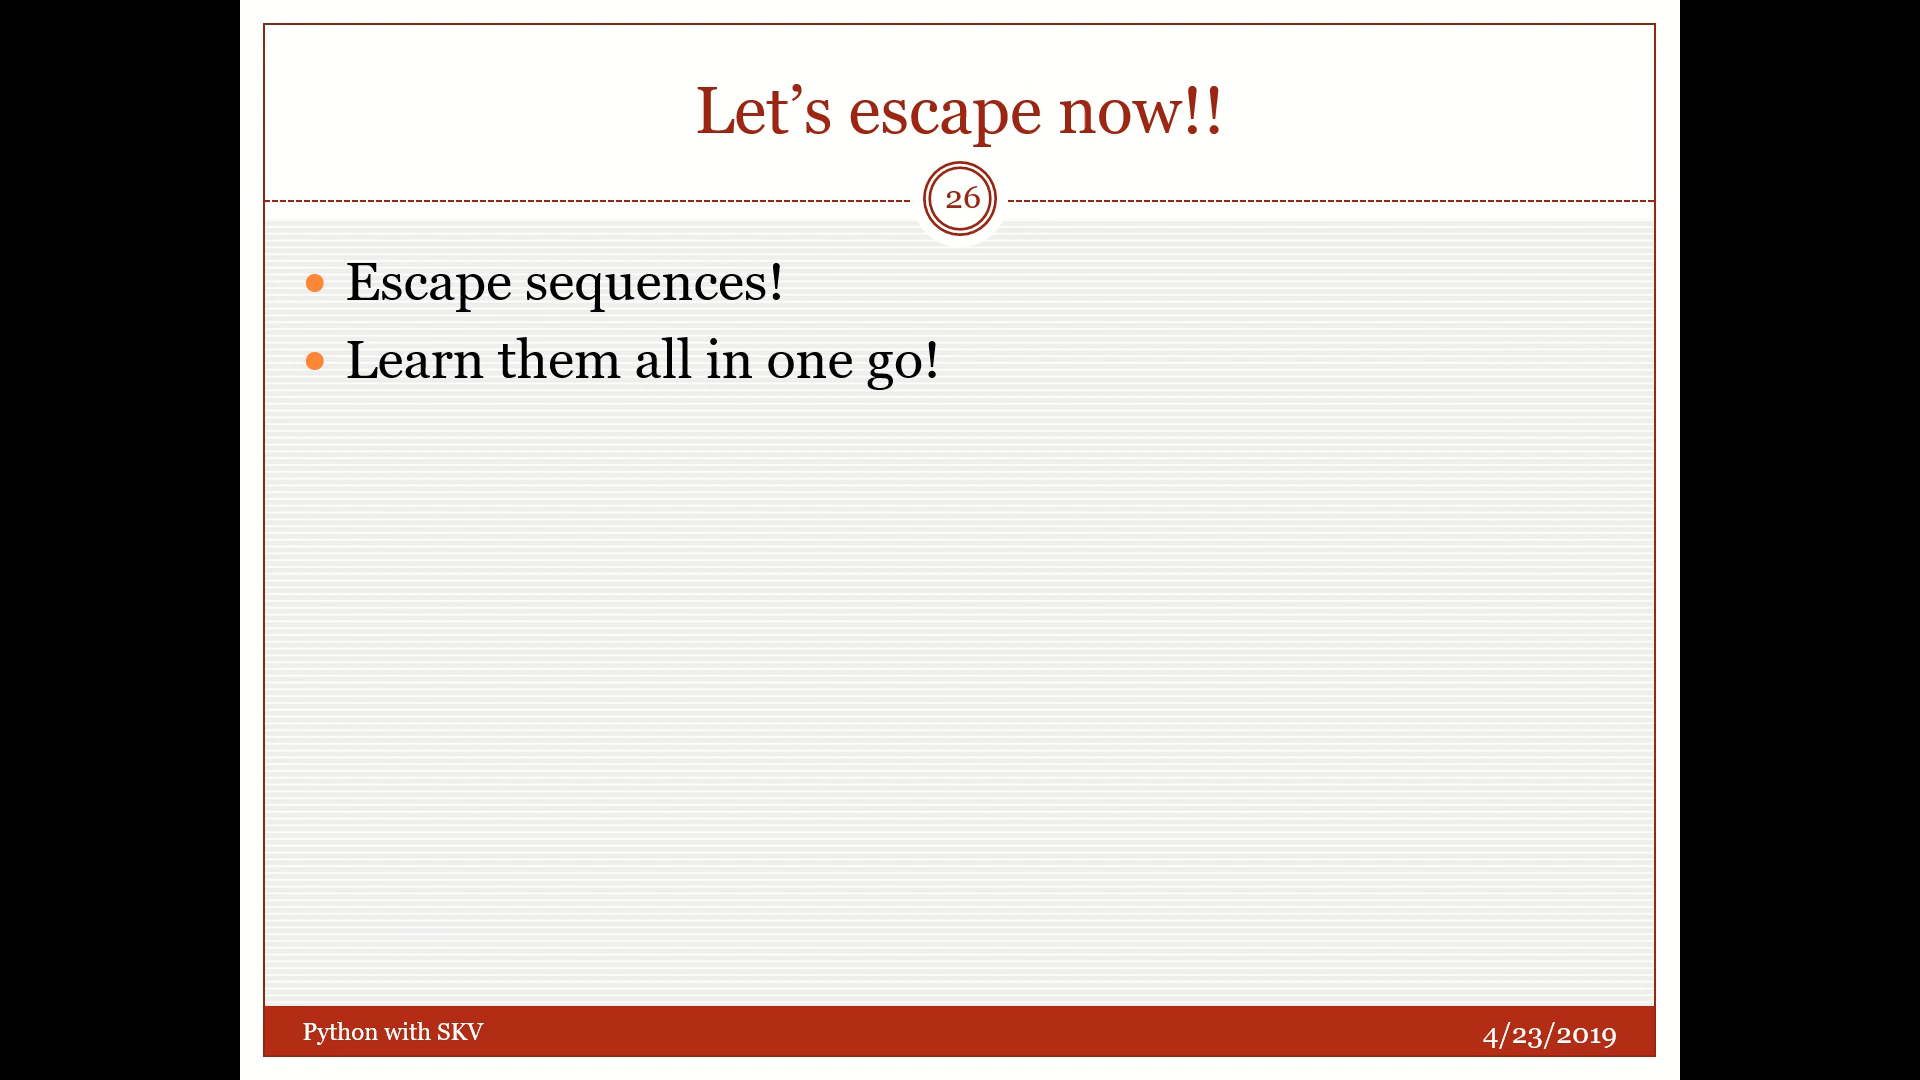 Let’s escape now!!
26
Escape sequences!
Learn them all in one go!
Python with SKV
4/23/2019